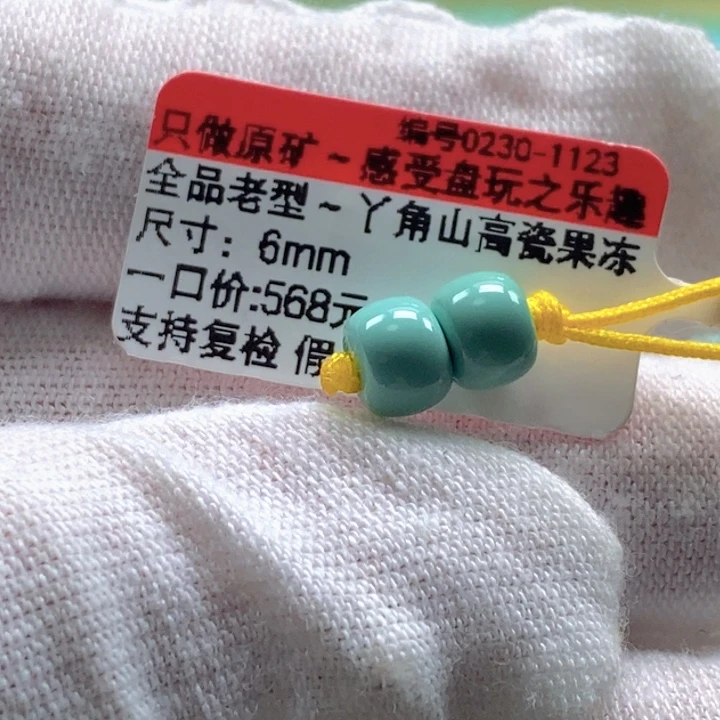 编号0230-1123
只做原矿~感受盘玩之乐趣
全品老型~丫角山高瓷果冻
尺寸：6mm
一口价:568元
支持复检 假